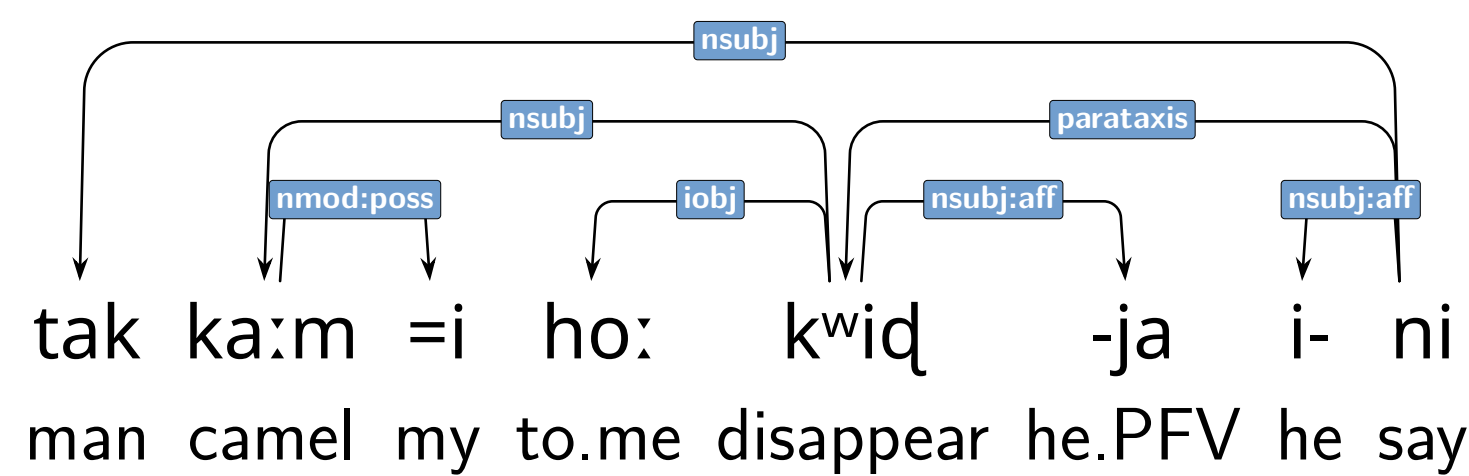 nsubj
nsubj parataxis
nmod:poss iobj nsubj:aff nsubj:aff
tak kaːm =i hoː kʷiɖ -ja i- ni
man camel my to.me disappear he.PFV he say